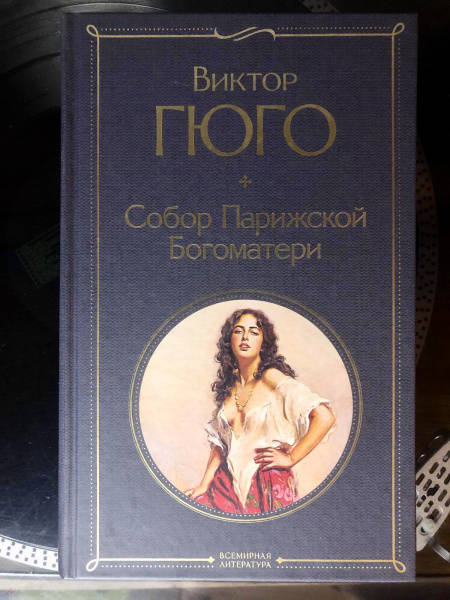 Виктор
ГЮГО
Собор Парижской
Богоматери
ВСЕМИРНАЯ
ЛИТЕРАТУРА